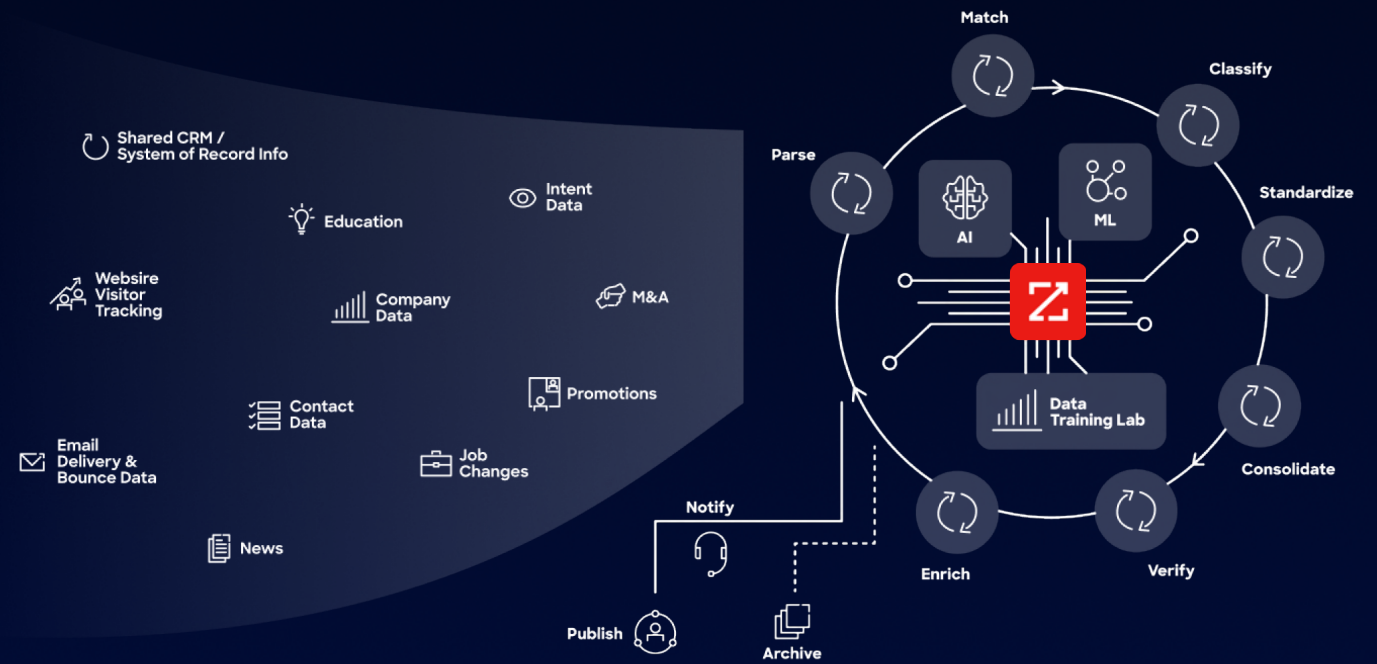 Shared CRM /
System of Record Info
Education
Intent
Data
Websire
Visitor
Tracking
Company
Data
M&A
Promotions
Contact
Data
Email
Delivery &
Bounce Data
Job
Changes
News
Match
Classify
Parse
Standardize
AI
ML
Data
Training Lab
Consolidate
Verify
Enrich
Notify
Publish
Archive